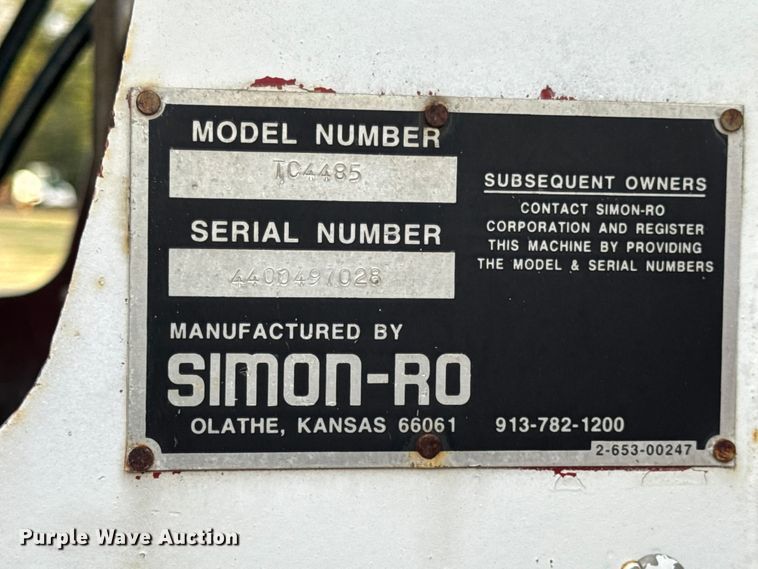 MODEL NUMBER
TC4485
SERIAL NUMBER
4400497028
MANUFACTURED BY
SIMON-RO
OLATHE, KANSAS 66061 913-782-1200
SUBSEQUENT OWNERS
CONTACT SIMON-RO
CORPORATION AND REGISTER
THIS MACHINE BY PROVIDING
THE MODEL & SERIAL NUMBERS
2-653-00247
Purple Wave Auction